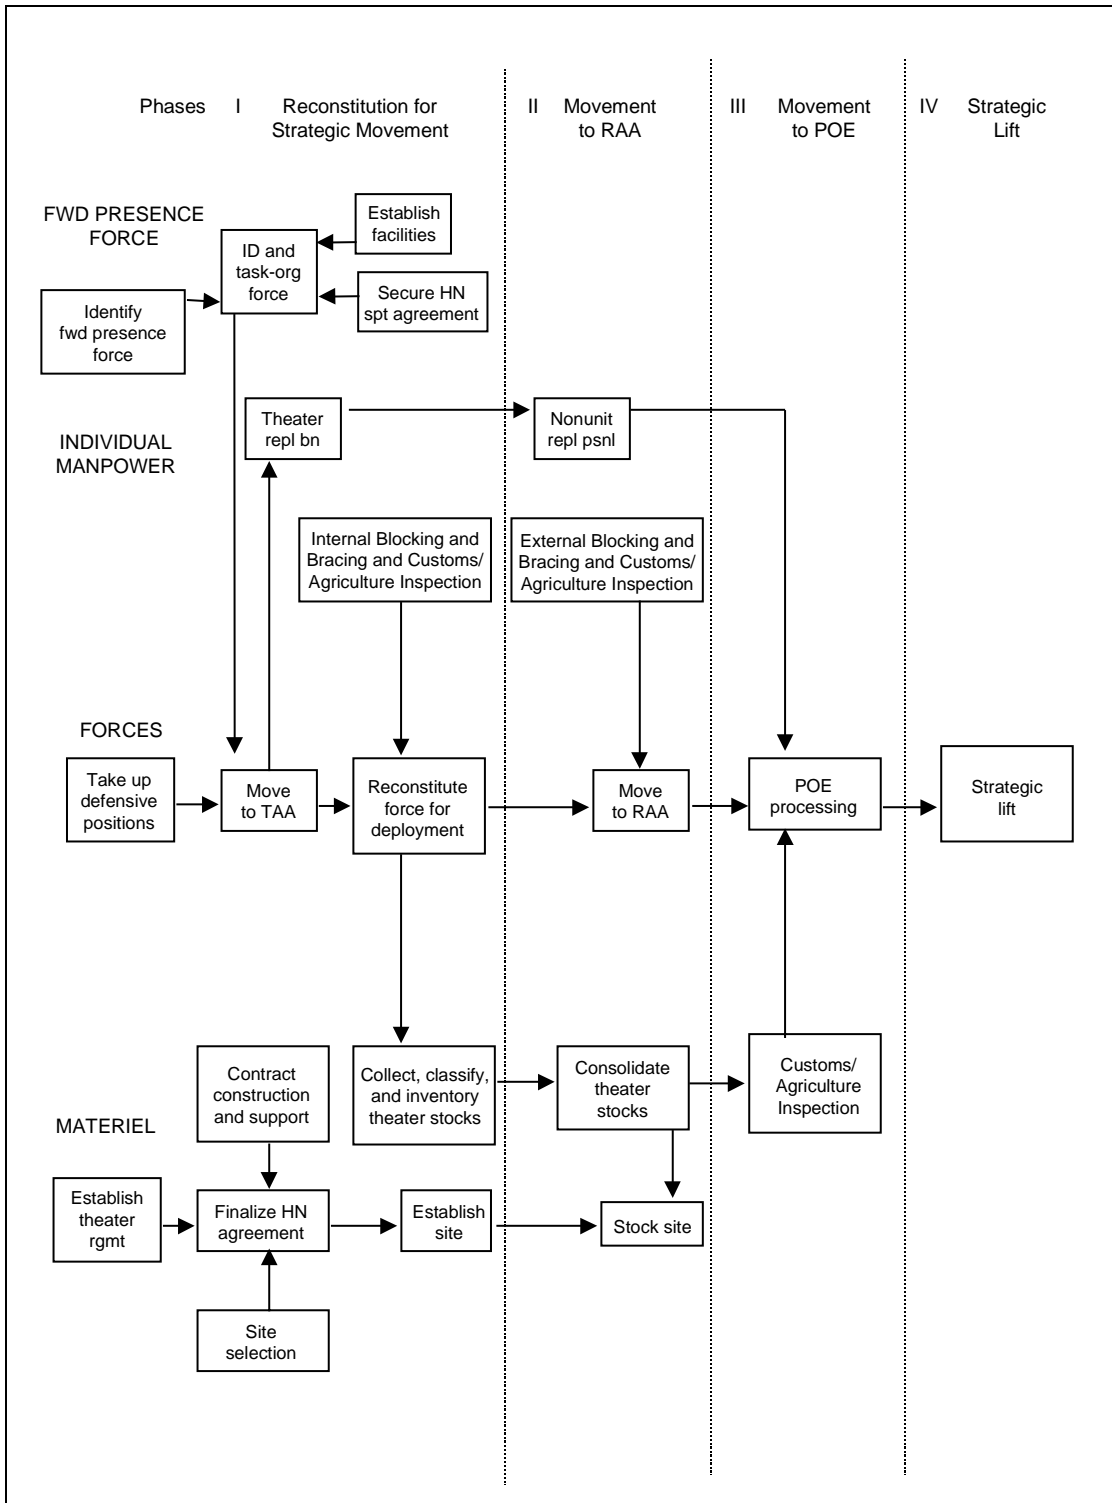 Phases I Reconstitution for Strategic Movement
II Movement to RAA
III Movement to POE
IV Strategic Lift
FWD PRESENCE
FORCE
Establish
facilities
ID and
task-org
force
Secure HN
spt agreement
Identify
fwd presence
force
INDIVIDUAL
MANPOWER
Theater
repl bn
Nonunit
repl psnl
Internal Blocking and
Bracing and Customs/
Agriculture Inspection
External Blocking and
Bracing and Customs/
Agriculture Inspection
FORCES
Take up
defensive
positions
Move
to TAA
Reconstitute
force for
deployment
Move
to RAA
POE
processing
Strategic
lift
MATERIEL
Contract
construction
and support
Collect, classify,
and inventory
theater stocks
Consolidate
theater
stocks
Customs/
Agriculture
Inspection
Establish
theater
rgmt
Finalize HN
agreement
Establish
site
Stock site
Site
selection